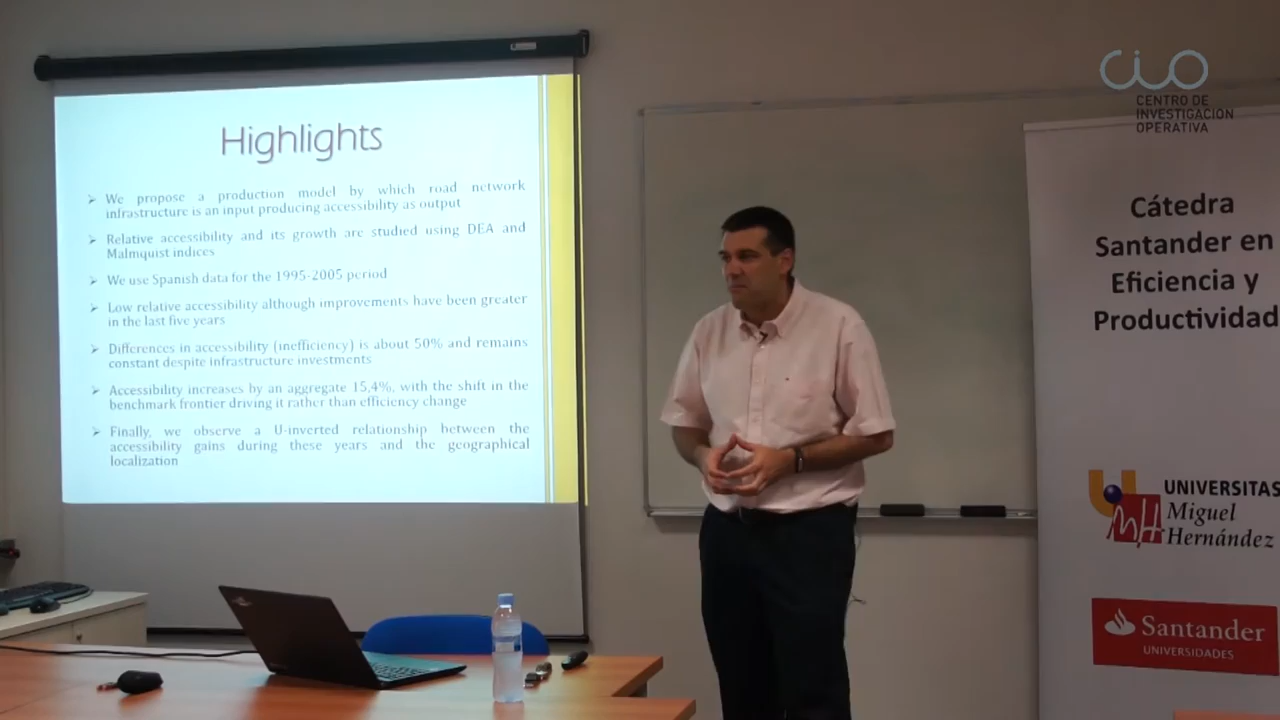 Highlights
We propose a production model by which road network
infrastructure is an input producing accessibility as output
Relative accessibility and its growth are studied using DEA and
Malmquist indices
We use Spanish data for the 1995-2005 period
Low relative accessibility although improvements have been greater
in the last five years
Differences in accessibility (inefficiency) is about 50% and remains
constant despite infrastructure investments
Accessibility increases by an aggregate 15,4%, with the shift in the
benchmark frontier driving it rather than efficiency change
Finally, we observe a U-inverted relationship between the
accessibility gains during these years and the geographical
localization
CIO
CENTRO DE
INVESTIGACION
OPERATIVA
Cátedra
Santander en
Eficiencia y
Productividad
UNIVERSITAS
Miguel
Hernández
Santander
UNIVERSIDADES